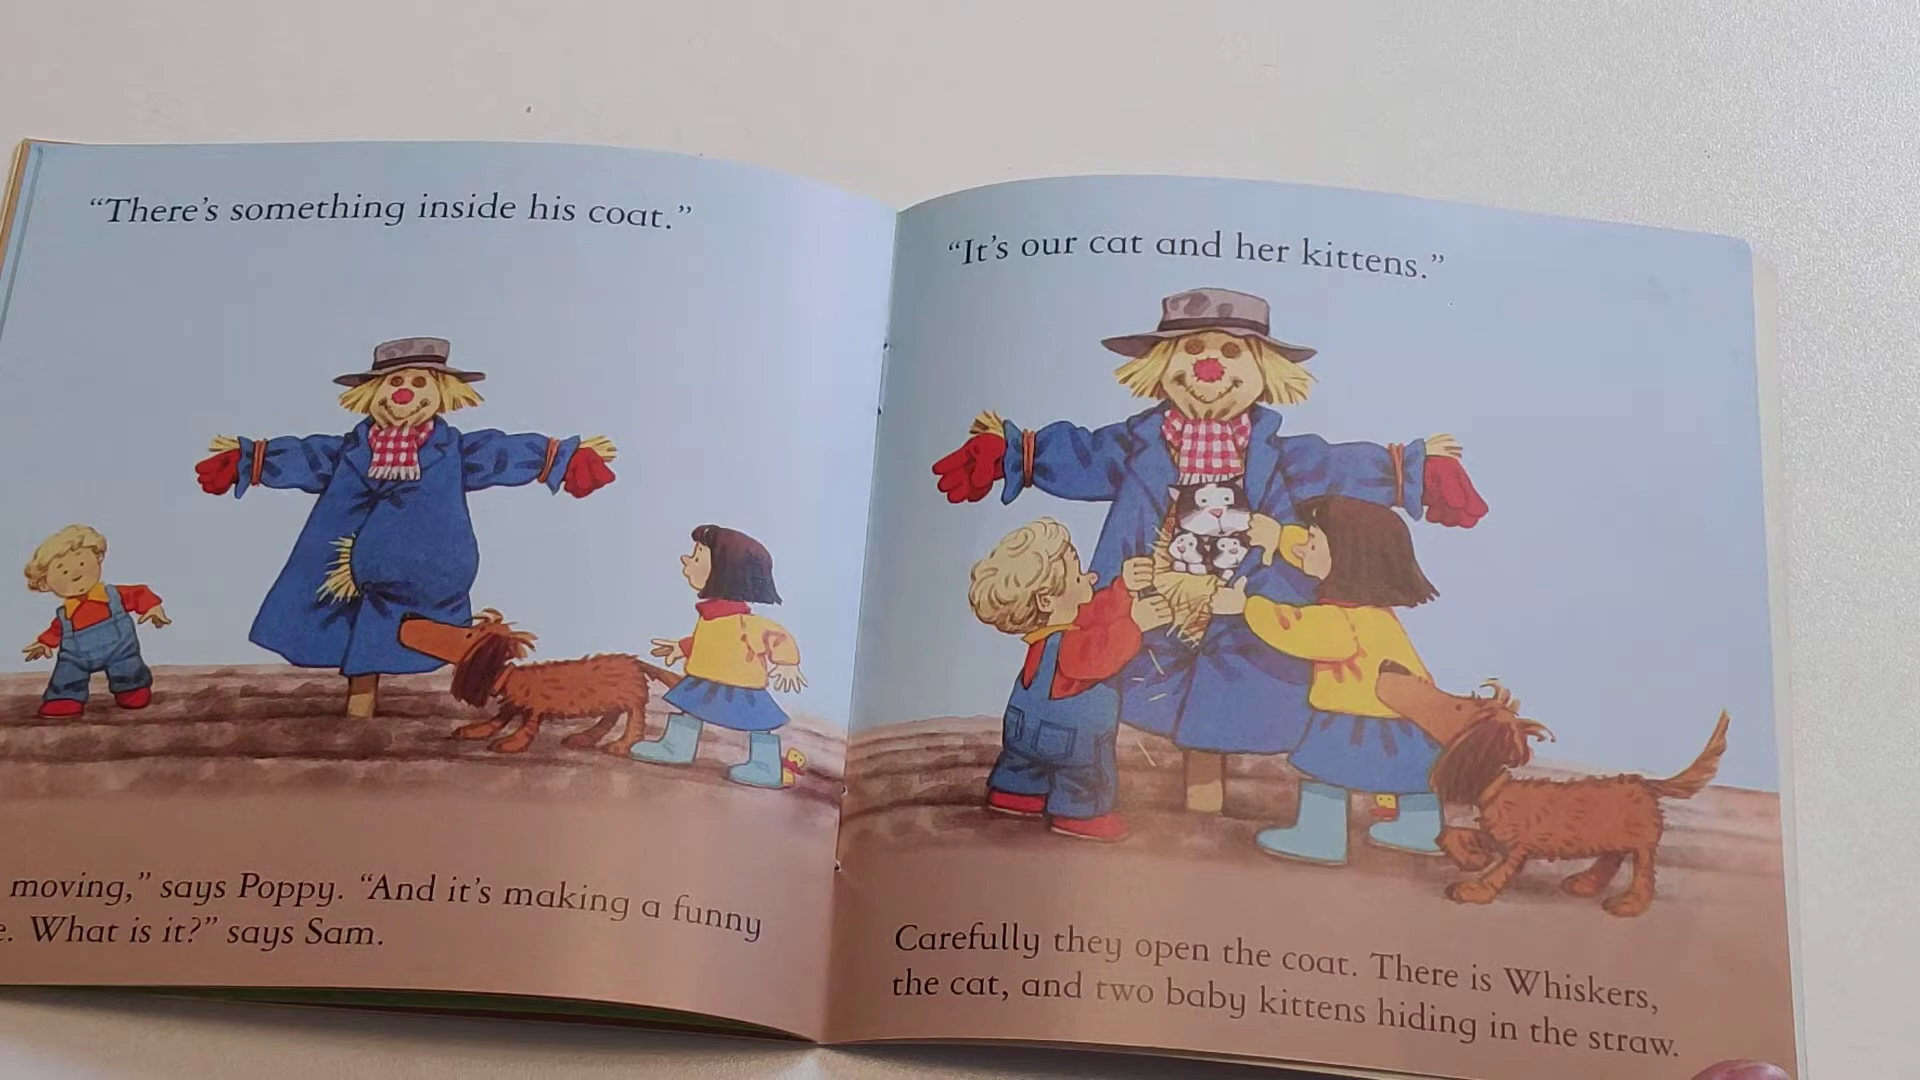 “There’s something inside his coat.”
moving,” says Poppy. “And it’s making a funny
What is it?” says Sam.
“It’s our cat and her kittens.”
Carefully they open the coat. There is Whiskers,
the cat, and two baby kittens hiding in the straw.